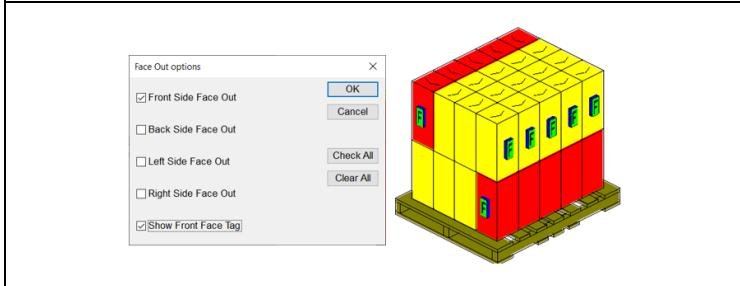 Face Out options
Front Side Face Out
OK
Cancel
Back Side Face Out
Left Side Face Out
Check All
Clear All
Right Side Face Out
Show Front Face Tag
F
F
F
F
F
F
F